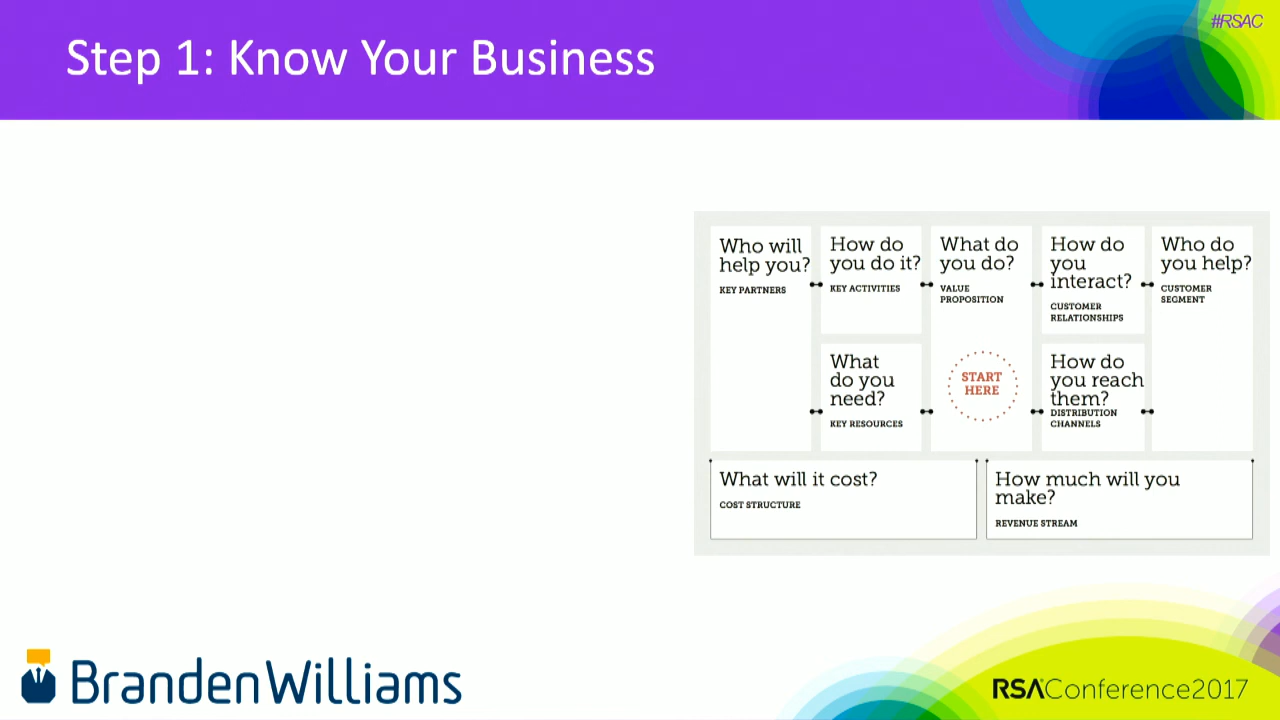 #RSAC
Step 1: Know Your Business
Who will
help you?
KEY PARTNERS
How do
you do it?
KEY ACTIVITIES
What do
you do?
VALUE
PROPOSITION
How do
you
interact?
CUSTOMER
RELATIONSHIPS
Who do
you help?
CUSTOMER
SEGMENT
What
do you
need?
KEY RESOURCES
START
HERE
How do
you reach
them?
DISTRIBUTION
CHANNELS
What will it cost?
COST STRUCTURE
How much will you
make?
REVENUE STREAM
BrandenWilliams
RSAConference2017